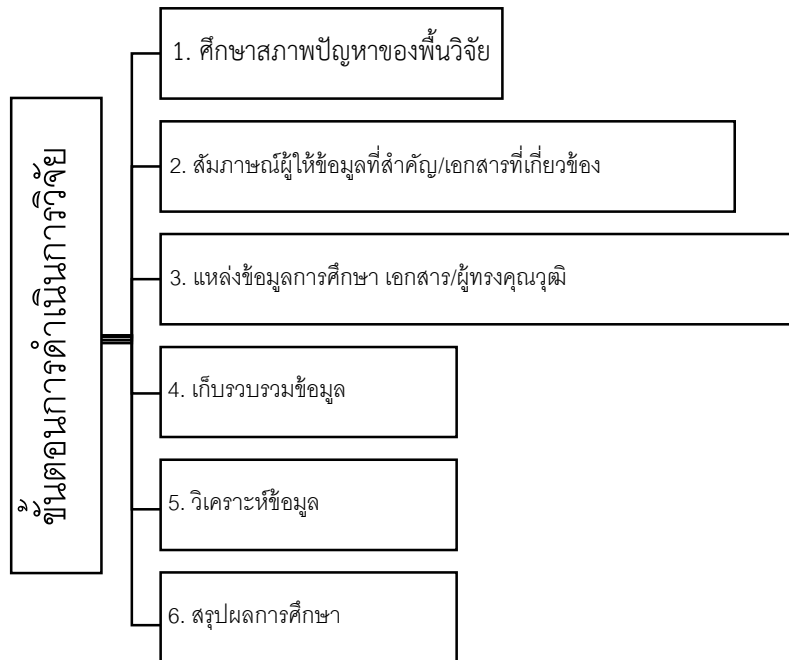 ขั้นตอนการดำเนินการวิจัย
1. ศึกษาสภาพปัญหาของพื้นวิจัย
2. สัมภาษณ์ผู้ให้ข้อมูลที่สำคัญ/เอกสารที่เกี่ยวข้อง
3. แหล่งข้อมูลการศึกษา เอกสาร/ผู้ทรงคุณวุฒิ
4. เก็บรวบรวมข้อมูล
5. วิเคราะห์ข้อมูล
6. สรุปผลการศึกษา